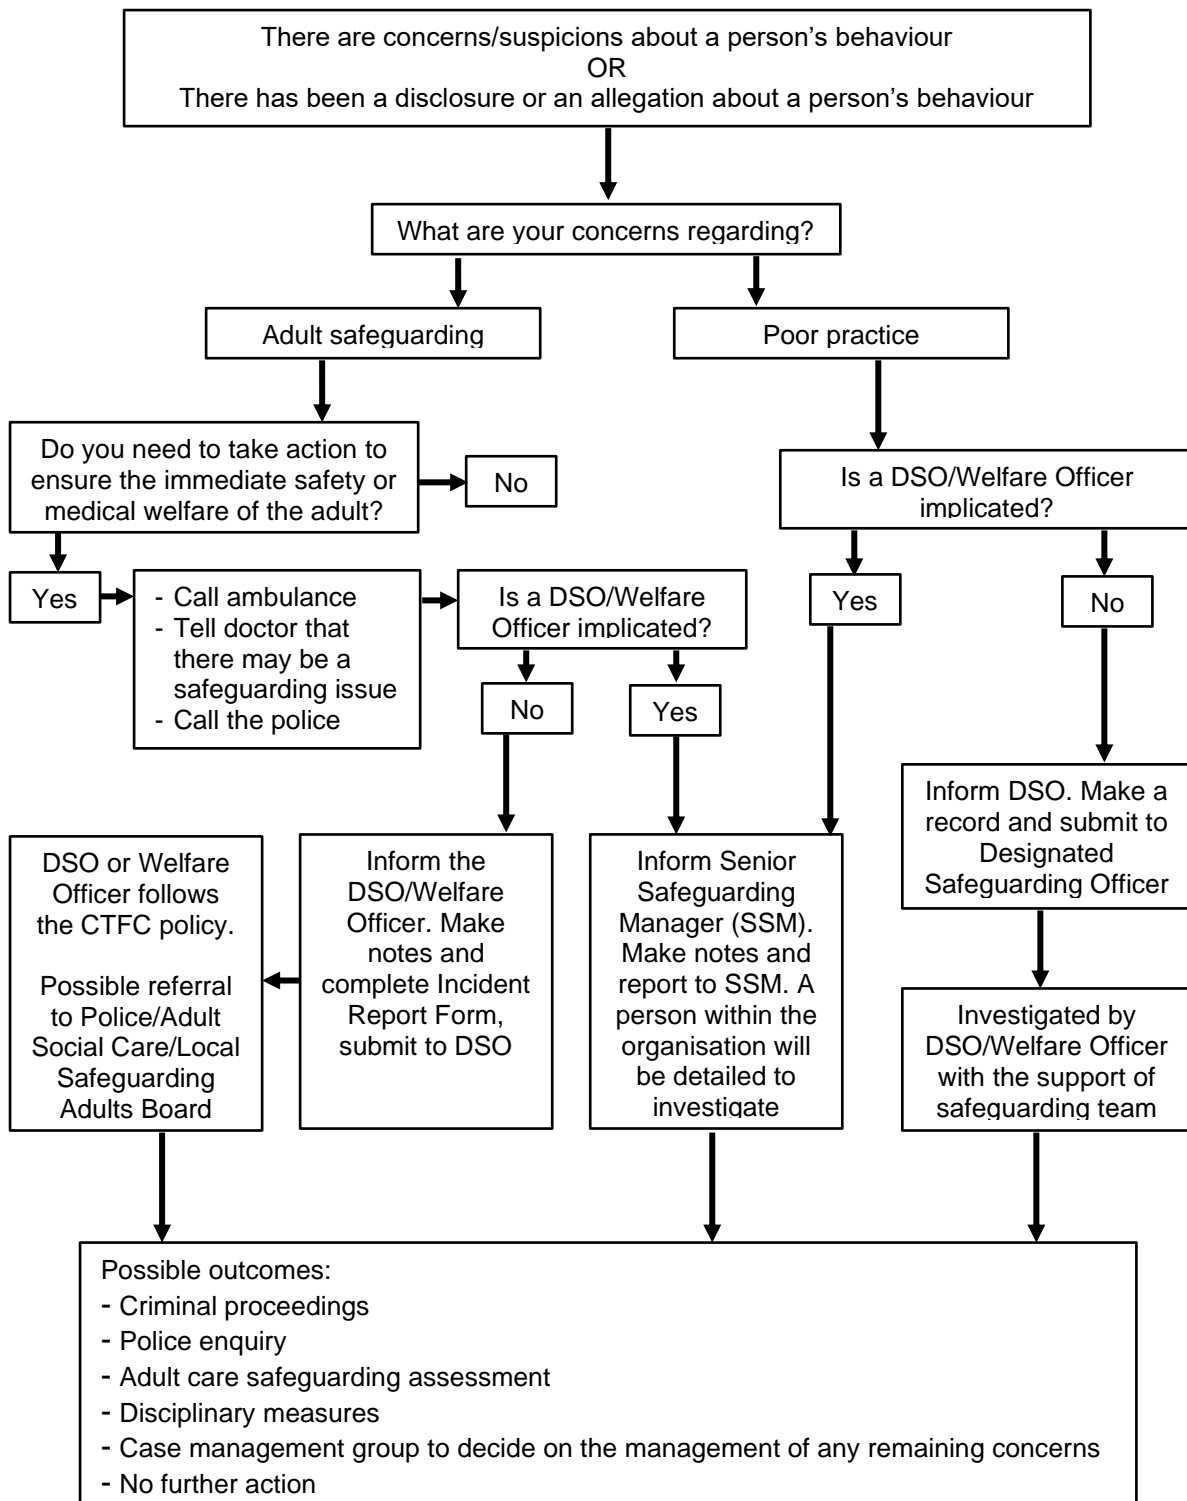 There are concerns/suspicions about a person’s behaviour
OR
There has been a disclosure or an allegation about a person’s behaviour
What are your concerns regarding?
Adult safeguarding
Poor practice
Do you need to take action to
ensure the immediate safety or
medical welfare of the adult?
No
Is a DSO/Welfare Officer
implicated?
Yes
- Call ambulance
- Tell doctor that
there may be a
safeguarding issue
- Call the police
Is a DSO/Welfare
Officer implicated?
Yes
No
No
Yes
Inform DSO. Make a
record and submit to
Designated
Safeguarding Officer
DSO or Welfare
Officer follows
the CTFC policy.
Possible referral
to Police/Adult
Social Care/Local
Safeguarding
Adults Board
Inform the
DSO/Welfare
Officer. Make
notes and
complete Incident
Report Form,
submit to DSO
Inform Senior
Safeguarding
Manager (SSM).
Make notes and
report to SSM. A
person within the
organisation will
be detailed to
investigate
Investigated by
DSO/Welfare Officer
with the support of
safeguarding team
Possible outcomes:
- Criminal proceedings
- Police enquiry
- Adult care safeguarding assessment
- Disciplinary measures
- Case management group to decide on the management of any remaining concerns
- No further action